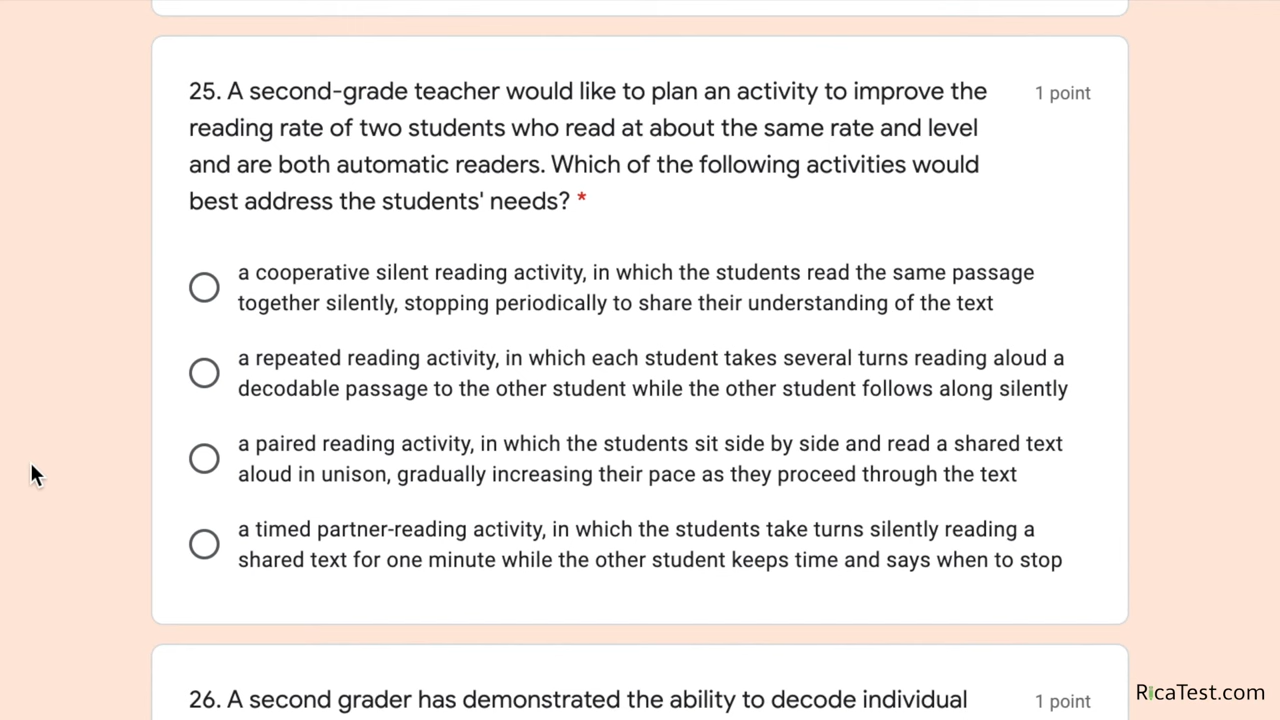 25. A second-grade teacher would like to plan an activity to improve the
1 point
reading rate of two students who read at about the same rate and level
and are both automatic readers. Which of the following activities would
best address the students' needs? *
a cooperative silent reading activity, in which the students read the same passage
together silently, stopping periodically to share their understanding of the text
a repeated reading activity, in which each student takes several turns reading aloud a
decodable passage to the other student while the other student follows along silently
a paired reading activity, in which the students sit side by side and read a shared text
aloud in unison, gradually increasing their pace as they proceed through the text
a timed partner-reading activity, in which the students take turns silently reading a
shared text for one minute while the other student keeps time and says when to stop
26. A second grader has demonstrated the ability to decode individual
1 point
RicaTest.com